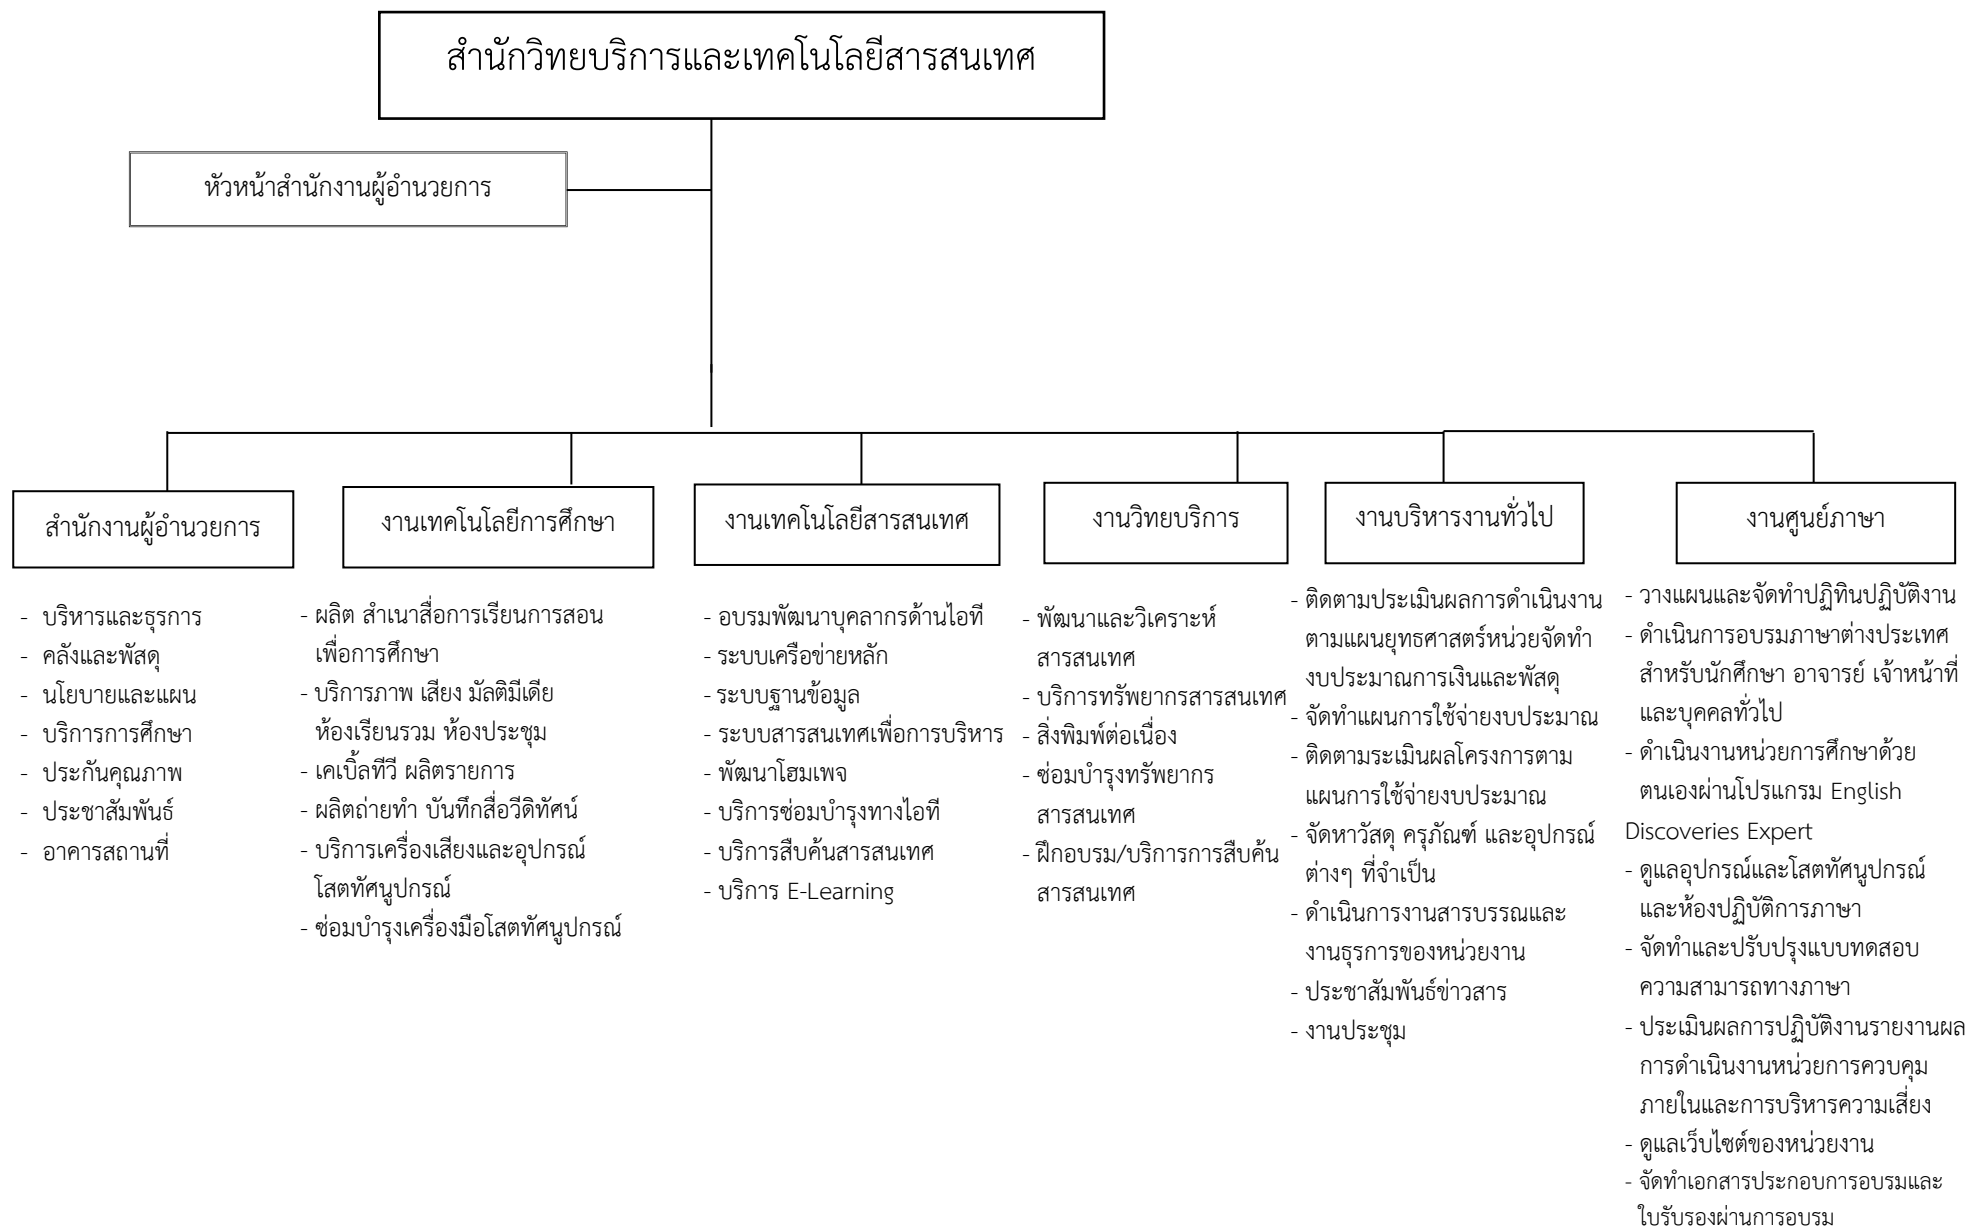 สำนักวิทยบริการและเทคโนโลยีสารสนเทศ
หัวหน้าสำนักงานผู้อำนวยการ
สำนักงานผู้อำนวยการ
- บริหารและธุรการ
- คลังและพัสดุ
- นโยบายและแผน
- บริการการศึกษา
- ประกันคุณภาพ
- ประชาสัมพันธ์
- อาคารสถานที่
งานเทคโนโลยีการศึกษา
- ผลิต สำเนาสื่อการเรียนการสอน
เพื่อการศึกษา
- บริการภาพ เสียง มัลติมีเดีย
ห้องเรียนรวม ห้องประชุม
- เคเบิ้ลทีวี ผลิตรายการ
- ผลิตถ่ายทำ บันทึกสื่อวีดิทัศน์
- บริการเครื่องเสียงและอุปกรณ์
โสตทัศนูปกรณ์
- ซ่อมบำรุงเครื่องมือโสตทัศนูปกรณ์
งานเทคโนโลยีสารสนเทศ
- อบรมพัฒนาบุคลากรด้านไอที
- ระบบเครือข่ายหลัก
- ระบบฐานข้อมูล
- ระบบสารสนเทศเพื่อการบริหาร
- พัฒนาโฮมเพจ
- บริการซ่อมบำรุงทางไอที
- บริการสืบค้นสารสนเทศ
- บริการ E-Learning
งานวิทยบริการ
- พัฒนาและวิเคราะห์
สารสนเทศ
- บริการทรัพยากรสารสนเทศ
- สิ่งพิมพ์ต่อเนื่อง
- ซ่อมบำรุงทรัพยากร
สารสนเทศ
- ฝึกอบรม/บริการการสืบค้น
สารสนเทศ
งานบริหารงานทั่วไป
- ติดตามประเมินผลการดำเนินงาน
ตามแผนยุทธศาสตร์หน่วยจัดทำ
งบประมาณการเงินและพัสดุ
- จัดทำแผนการใช้จ่ายงบประมาณ
- ติดตามระเมินผลโครงการตาม
แผนการใช้จ่ายงบประมาณ
- จัดหาวัสดุ ครุภัณฑ์ และอุปกรณ์
ต่างๆ ที่จำเป็น
- ดำเนินการงานสารบรรณและ
งานธุรการของหน่วยงาน
- ประชาสัมพันธ์ข่าวสาร
- งานประชุม
งานศูนย์ภาษา
- วางแผนและจัดทำปฏิทินปฏิบัติงาน
- ดำเนินการอบรมภาษาต่างประเทศ
สำหรับนักศึกษา อาจารย์ เจ้าหน้าที่
และบุคคลทั่วไป
- ดำเนินงานหน่วยการศึกษาด้วย
ตนเองผ่านโปรแกรม English
Discoveries Expert
- ดูแลอุปกรณ์และโสตทัศนูปกรณ์
และห้องปฏิบัติการภาษา
- จัดทำและปรับปรุงแบบทดสอบ
ความสามารถทางภาษา
- ประเมินผลการปฏิบัติงานรายงานผล
การดำเนินงานหน่วยการควบคุม
ภายในและการบริหารความเสี่ยง
- ดูแลเว็บไซต์ของหน่วยงาน
- จัดทำเอกสารประกอบการอบรมและ
ใบรับรองผ่านการอบรม